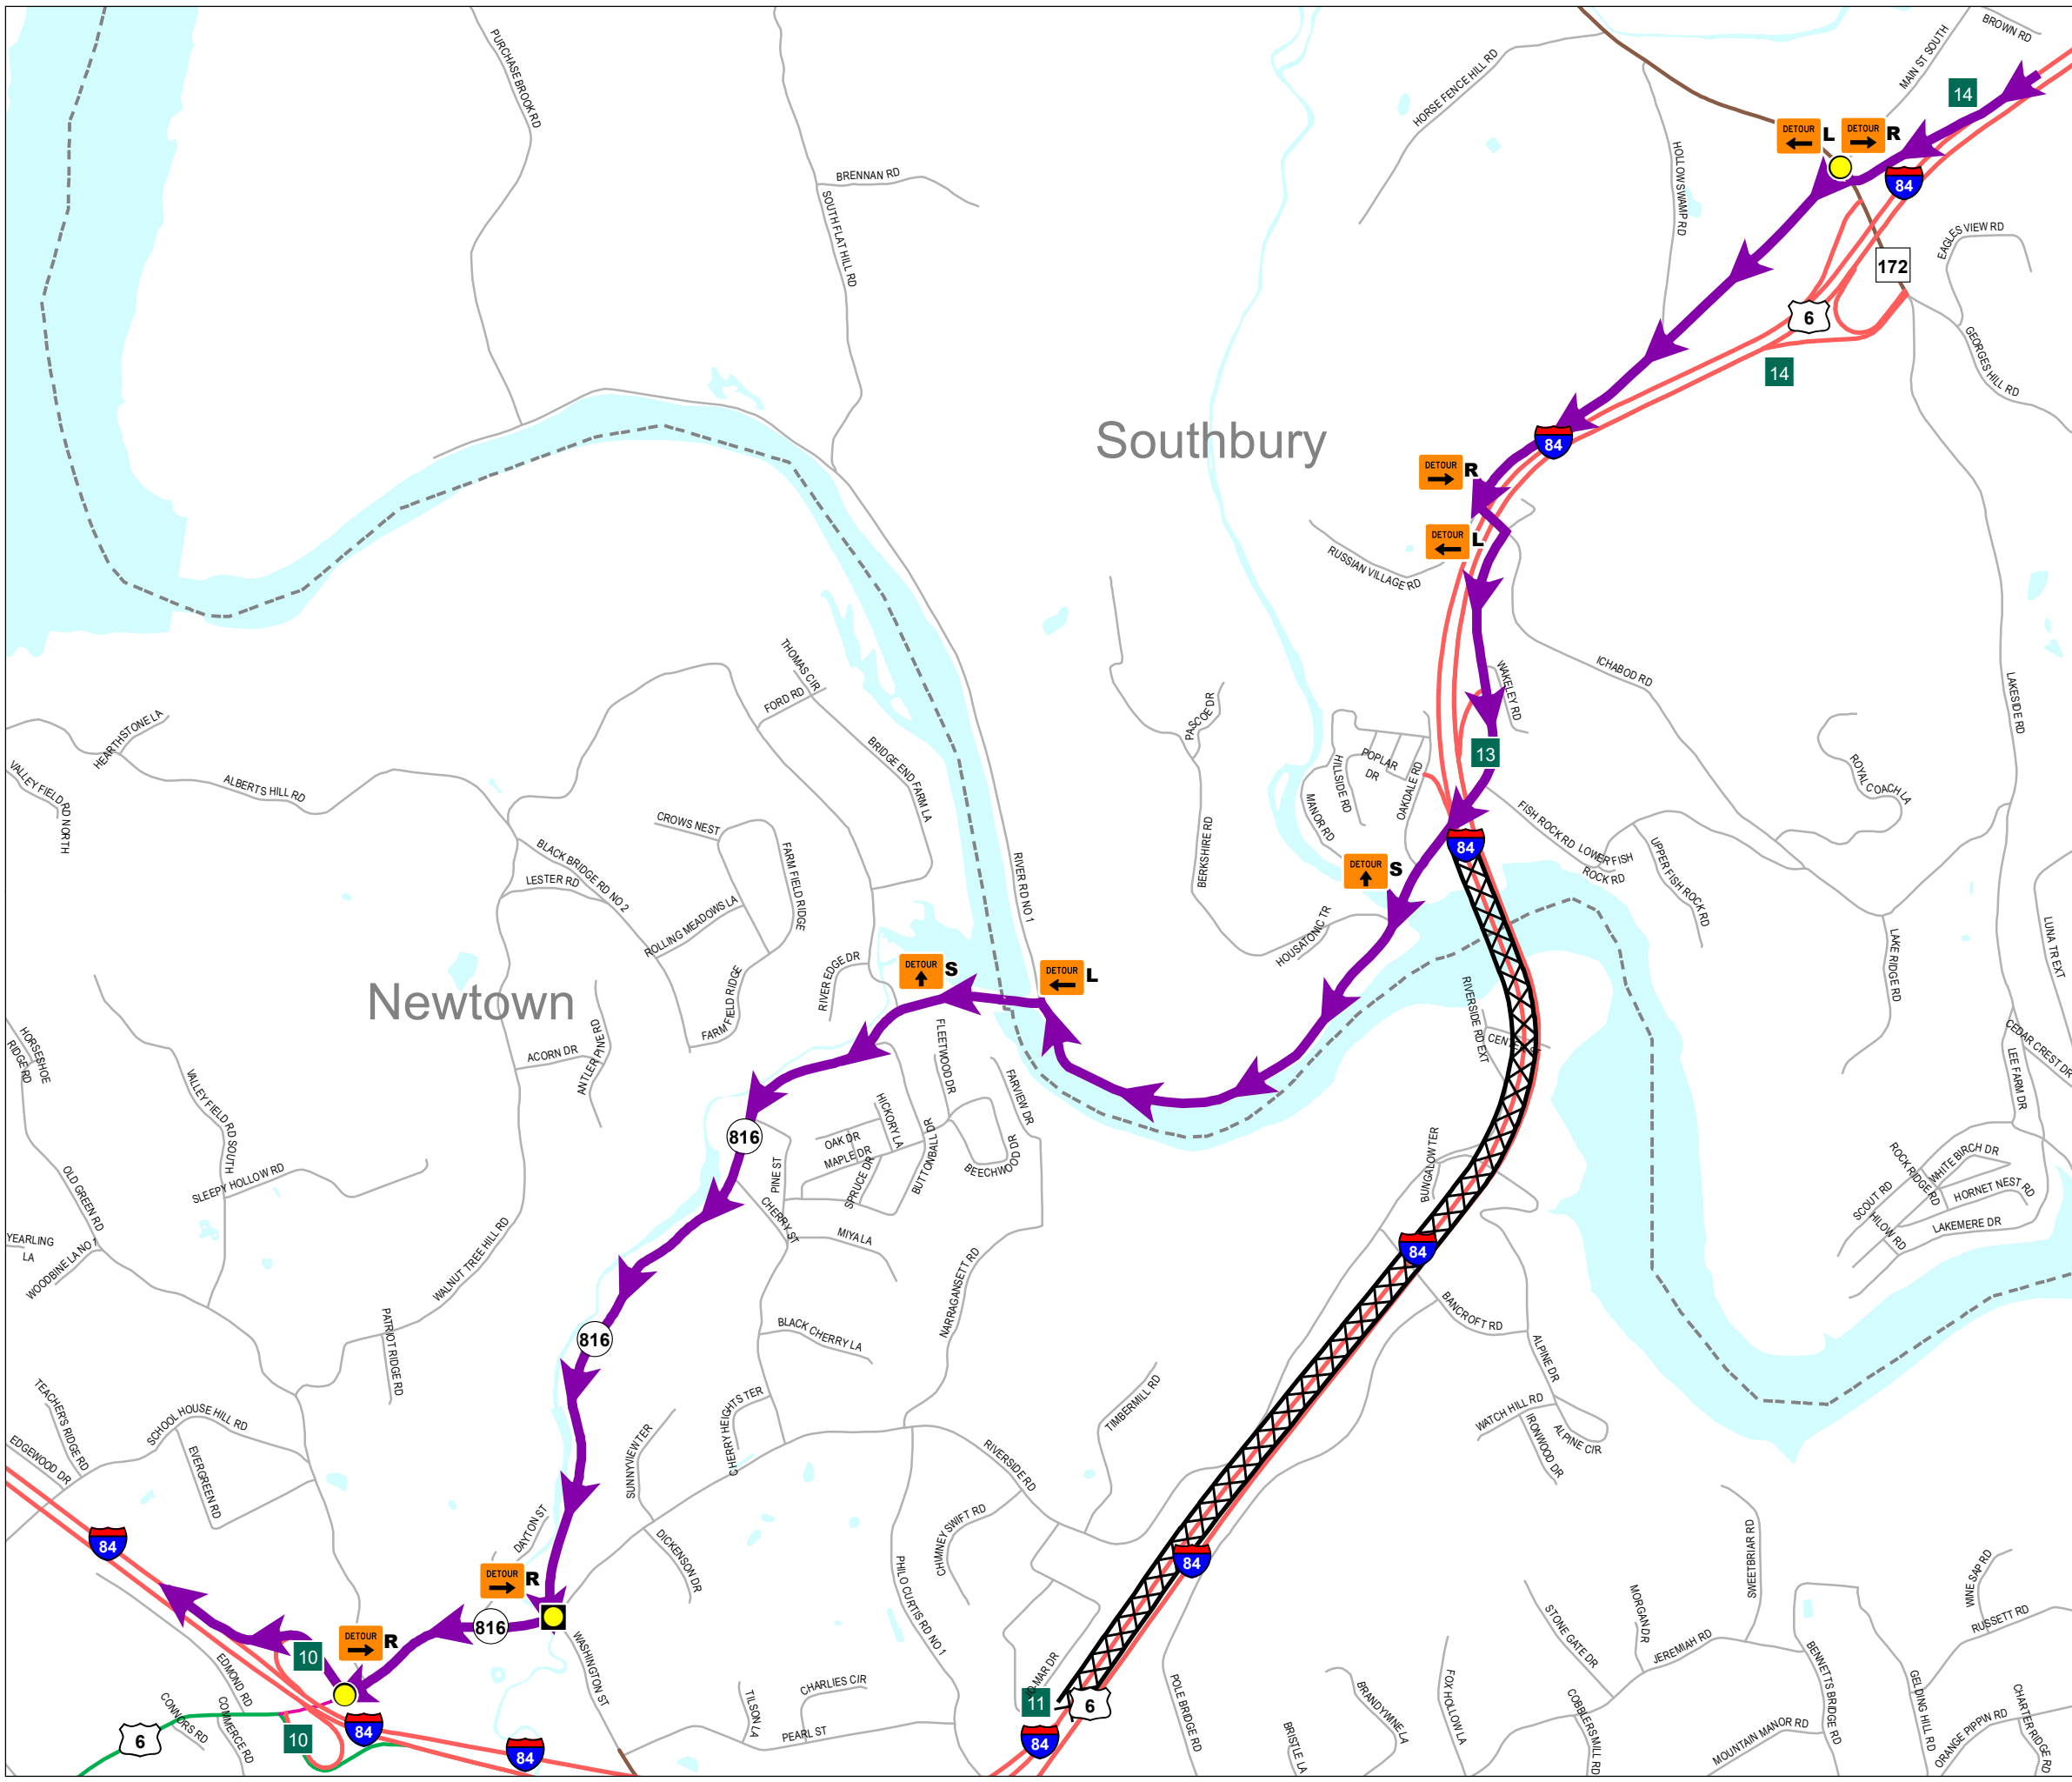 BROWN RD
MAIN ST SOUTH
PURCHASE BROOK RD
HORSE FENCE HILL RD
14
DETOUR
L
DETOUR
R
84
HOLLOW SWAMP RD
BRENNAN RD
SOUTH FLAT HILL RD
EAGLES VIEW RD
172
6
14
GEORGES HILL RD
Southbury
84
DETOUR
R
DETOUR
L
RUSSIAN VILLAGE RD
THOMAS CIR
FORD RD
ICHABOD RD
WAKELEY RD
LAKESIDE RD
PASCOE DR
HEARTHSTONE LA
BRIDGE END FARM LA
13
POPLAR
DR
HILLSIDE RD
OAKDALE RD
MANOR RD
ROYAL COACH LA
VALLEY FIELD RD NORTH
ALBERTS HILL RD
CROWS NEST
FISH ROCK RD
LOWER FISH
ROCK RD
UPPER FISH ROCK RD
84
BLACK BRIDGE RD NO 2
LESTER RD
FARM FIELD RIDGE
RIVER RD NO 1
BERKSHIRE RD
DETOUR
S
ROLLING MEADOWS LA
HOUSATONIC TR
LUNA TR EXT
LAKE RIDGE RD
Newtown
RIVER EDGE DR
DETOUR
S
DETOUR
L
FARM FIELD RIDGE
RIVERSIDE RD EXT
CENTER ST
HORSESHOE
RIDGE RD
ACORN DR
ANTLER PINE RD
FLEETWOOD DR
FARVIEW DR
CEDAR CREST DR
LEE FARM DR
VALLEY FIELD RD SOUTH
HICKORY LA
816
OAK DR
MAPLE DR
BUTTONBALL DR
BEECHWOOD DR
PINE ST
SPRUCE DR
BUNGALOW TER
ROCK RIDGE RD
WHITE BIRCH DR
HORNET NEST RD
SCOUT RD
HILOW RD
LAKEMERE DR
SLEEPY HOLLOW RD
OLD GREEN RD
CHERRY ST
MIYA LA
YEARLING
LA
WOODBINE LA NO 1
WALNUT TREE HILL RD
84
NARRAGANSETT RD
BANCROFT RD
816
BLACK CHERRY LA
PATRIOT RIDGE RD
ALPINE DR
TEACHER'S RIDGE RD
SCHOOL HOUSE HILL RD
CHERRY HEIGHTS TER
TIMBERMILL RD
WATCH HILL RD
IRONWOOD DR
ALPINE CIR
EDGEWOOD DR
EVERGREEN RD
SUNNYVIEW TER
RIVERSIDE RD
DAYTON ST
DICKENSON DR
CHIMNEY SWIFT RD
84
84
SWEETBRIAR RD
WINE SAP RD
DETOUR
R
PHILO CURTIS RD NO 1
STONE GATE DR
MORGAN DR
RUSSETT RD
816
DETOUR
R
WASHINGTON ST
JEREMIAH RD
10
EDMOND RD
CONNORS RD
COMMERCE RD
TILSON LA
CHARLIES CIR
PEARL ST
11
6
POLE BRIDGE RD
BRANDYWNE LA
FOX HOLLOW LA
BENNETTS BRIDGE RD
GELDING HILL RD
COBBLERS MILL RD
MOUNTAIN MANOR RD
ORANGE PIPPIN RD
CHARTER RIDGE RD
BRISTLE LA
6
10
84
84
84